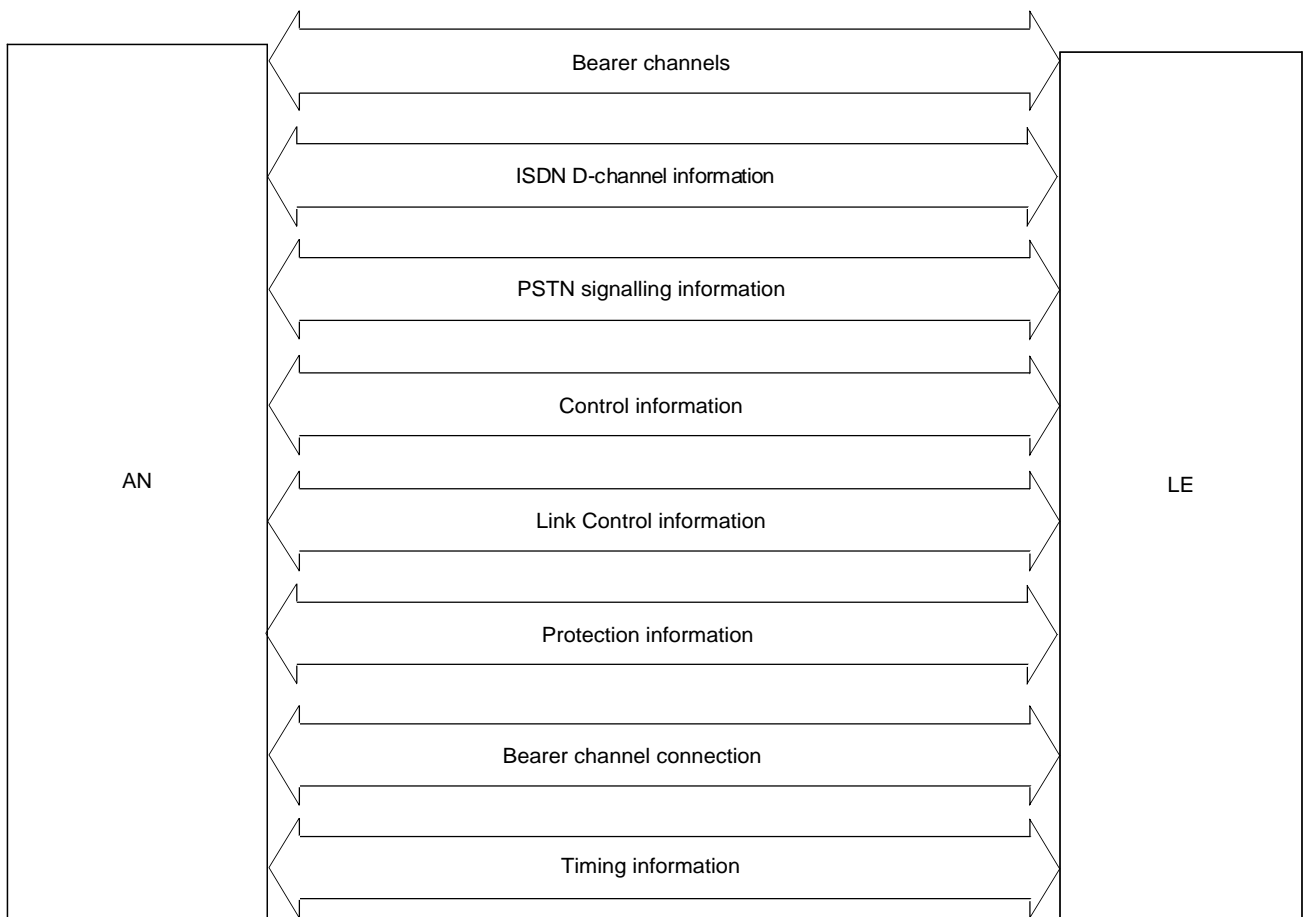 Bearer channels
ISDN D-channel information
PSTN signalling information
Control information
AN
LE
Link Control information
Protection information
Bearer channel connection
Timing information